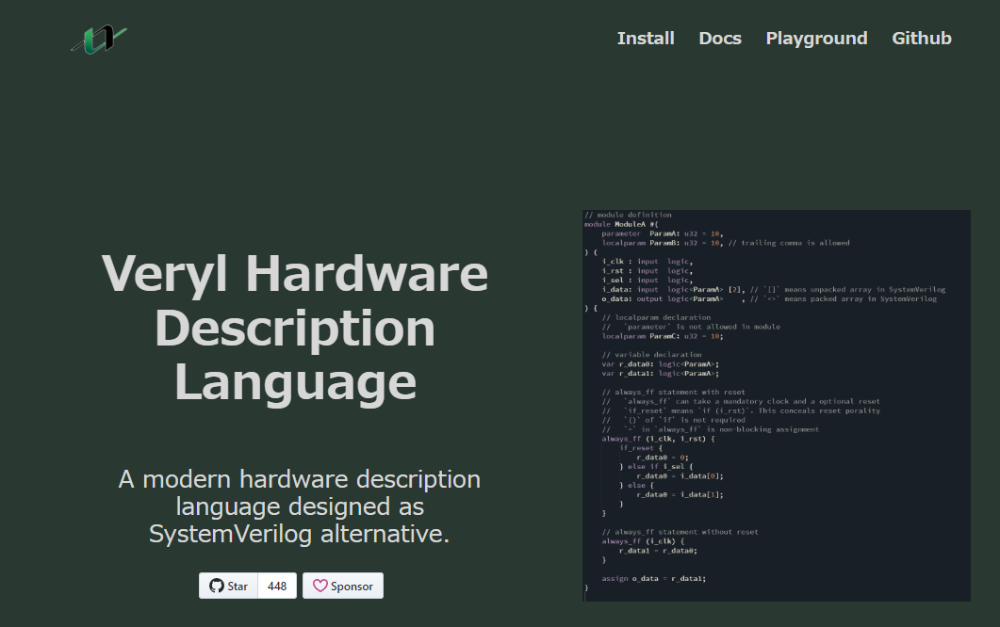 Install Docs Playground Github
Veryl Hardware
Description
Language
A modern hardware description
language designed as
SystemVerilog alternative.
Star 448 Sponsor
// module definition
module ModuleA #(
    parameter  ParamA: u32 = 10,
    localparam ParamB: u32 = 10, // trailing comma is allowed
) (
    i_clk : input  logic,
    i_rst : input  logic,
    i_sel : input  logic,
    i_data: input  logic<ParamA> [2], // `[]` means unpacked array in SystemVerilog
    o_data: output logic<ParamA>    , // `<>` means packed array in SystemVerilog
) {
    // localparam declaration
    //   `parameter` is not allowed in module
    localparam ParamC: u32 = 10;
    // variable declaration
    var r_data0: logic<ParamA>;
    var r_data1: logic<ParamA>;
    // always_ff statement with reset
    //   `always_ff` can take a mandatory clock and a optional reset
    //   `if_reset` means `if (i_rst)`. This conceals reset porality
    //   `()` of `if` is not required
    //   `=` in `always_ff` is non-blocking assignment
    always_ff (i_clk, i_rst) {
        if_reset {
            r_data0 = 0;
        } else if i_sel {
            r_data0 = i_data[0];
        } else {
            r_data0 = i_data[1];
        }
    }
    // always_ff statement without reset
    always_ff (i_clk) {
        r_data1 = r_data0;
    }
    assign o_data = r_data1;
}